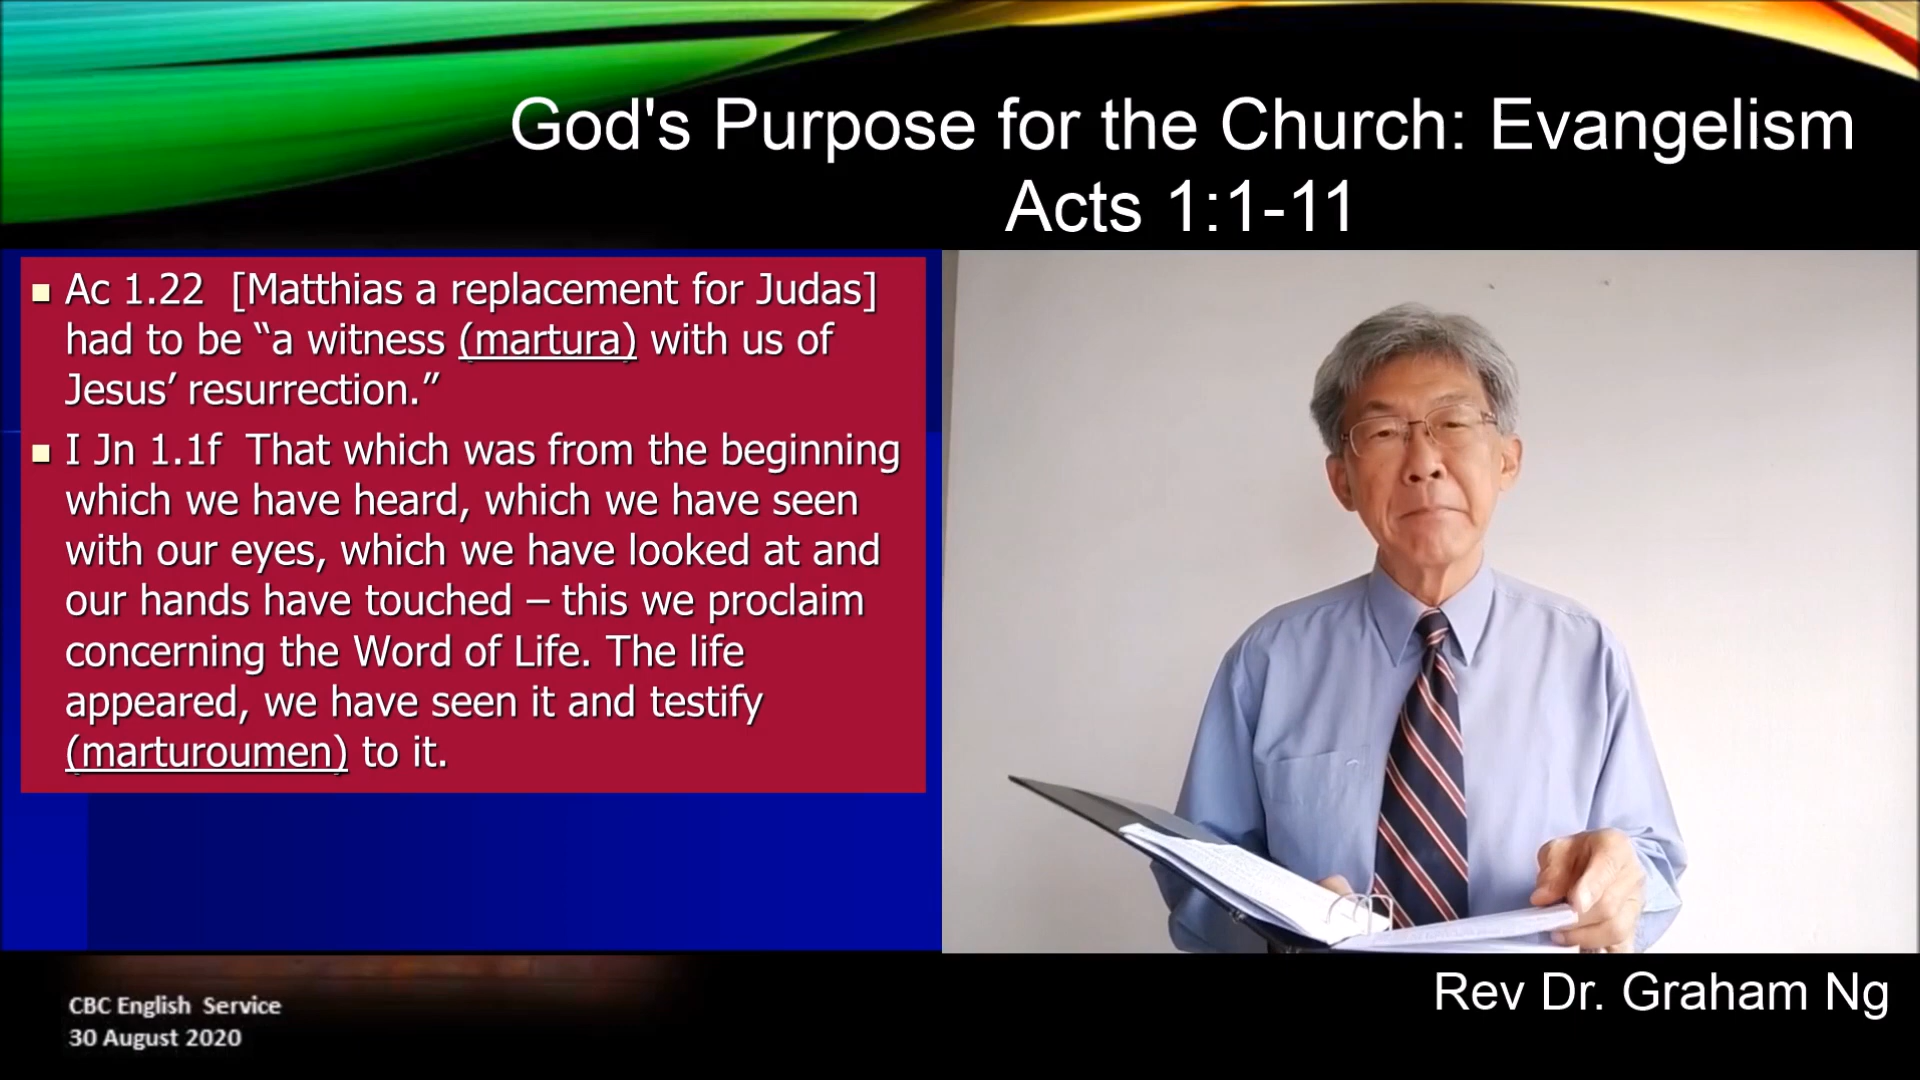 God's Purpose for the Church: Evangelism
Acts 1:1-11
Ac 1.22 [Matthias a replacement for Judas]
had to be “a witness (martura) with us of
Jesus’ resurrection.”
I Jn 1.1f That which was from the beginning
which we have heard, which we have seen
with our eyes, which we have looked at and
our hands have touched – this we proclaim
concerning the Word of Life. The life
appeared, we have seen it and testify
(marturoumen) to it.
Rev Dr. Graham Ng
CBC English Service
30 August 2020